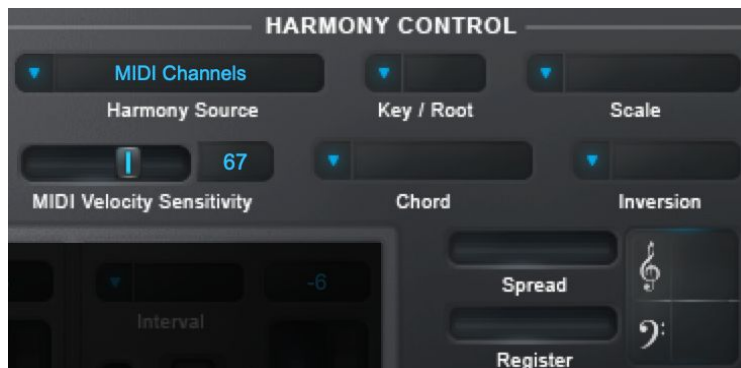 HARMONY CONTROL
MIDI Channels
Harmony Source Key / Root Scale
67
MIDI Velocity Sensitivity Chord Inversion
-6
Spread
Interval
Register